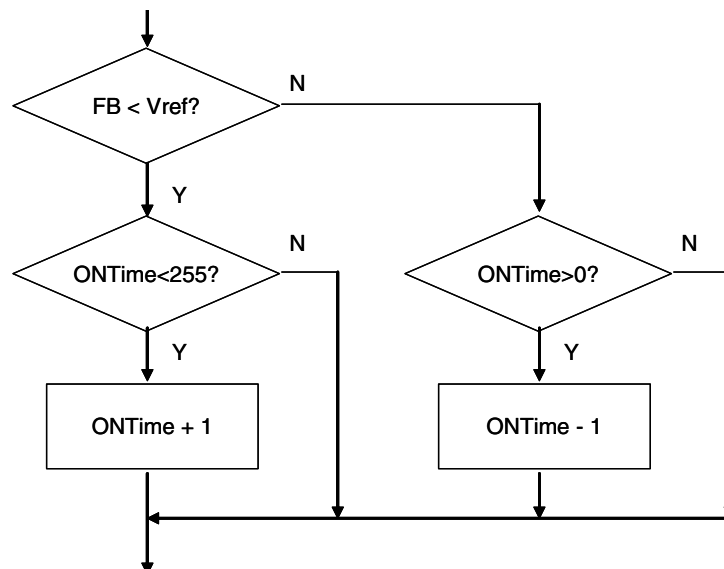 FB < Vref?
N
Y
ONTime<255?
N
ONTime>0?
N
Y
Y
ONTime + 1
ONTime - 1